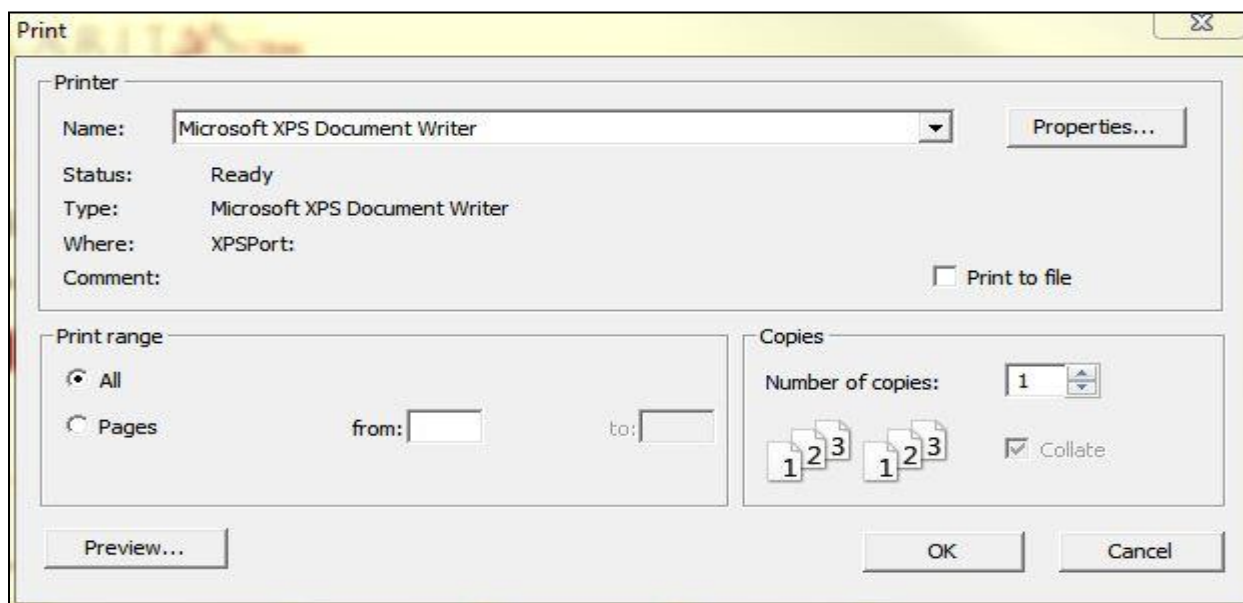 Print
Printer
Name: Microsoft XPS Document Writer Properties...
Status: Ready
Type: Microsoft XPS Document Writer
Where: XPSPort:
Comment: Print to file
Print range
All
Pages from: to:
Copies
Number of copies: 1
1 2 3 1 2 3 Collate
Preview... OK Cancel